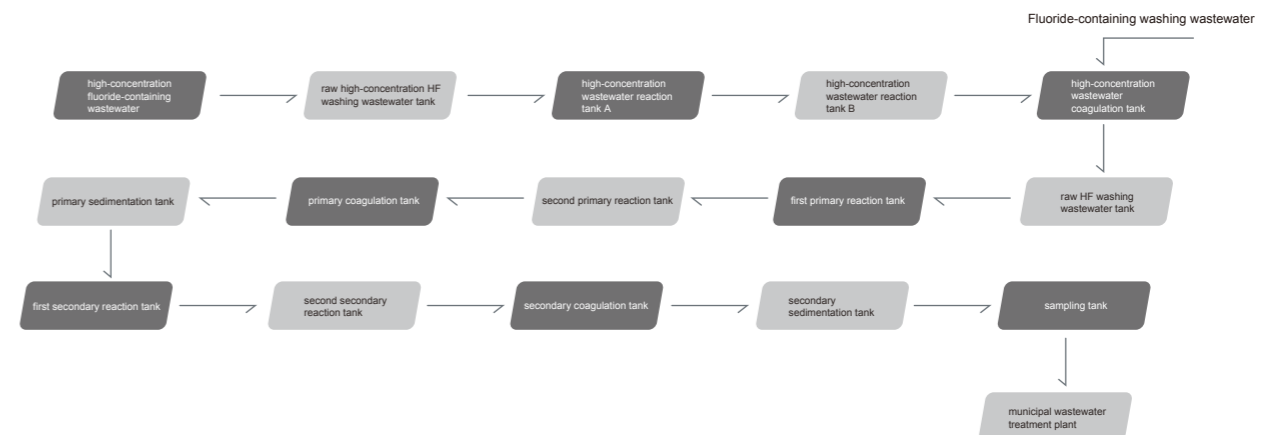 Fluoride-containing washing wastewater
high-concentration
fluoride-containing
wastewater
raw high-concentration HF
washing wastewater tank
high-concentration
wastewater reaction
tank A
high-concentration
wastewater reaction
tank B
high-concentration
wastewater
coagulation tank
primary sedimentation tank
primary coagulation tank
second primary reaction tank
first primary reaction tank
raw HF washing
wastewater tank
first secondary reaction tank
second secondary
reaction tank
secondary coagulation tank
secondary
sedimentation tank
sampling tank
municipal wastewater
treatment plant